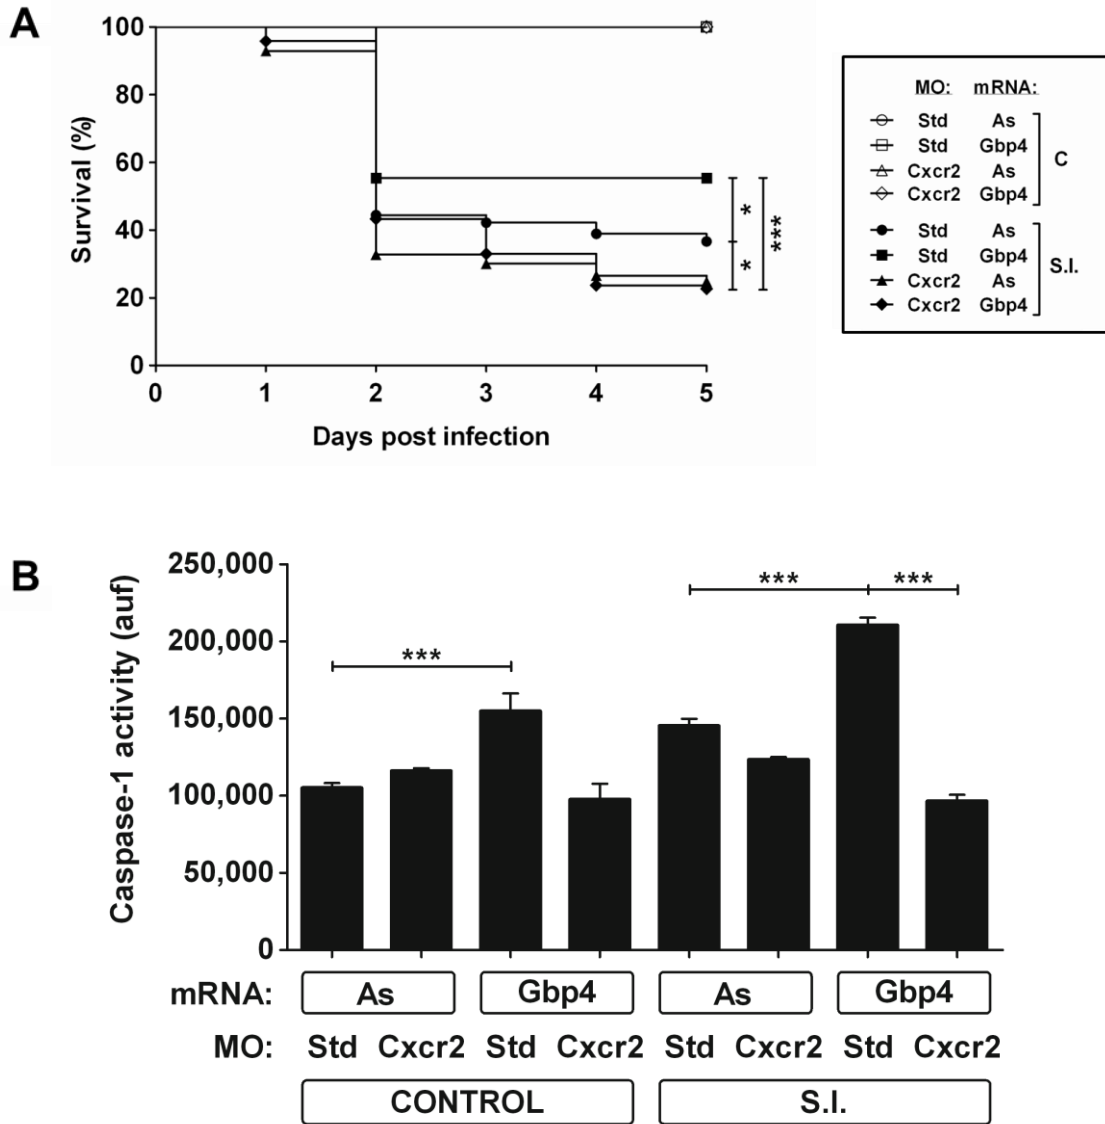 A
100
80
60
40
20
0
Survival (%)
0 1 2 3 4 5
Days post infection
*
*
***
MO: mRNA:
Std As
Std Gbp4
Cxcr2 As
Cxcr2 Gbp4
C
Std As
Std Gbp4
Cxcr2 As
Cxcr2 Gbp4
S.I.
B
250,000
200,000
150,000
100,000
50,000
0
Caspase-1 activity (auf)
***
*** ***
mRNA: As Gbp4 As Gbp4
MO: Std Cxcr2 Std Cxcr2 Std Cxcr2 Std Cxcr2
CONTROL S.I.